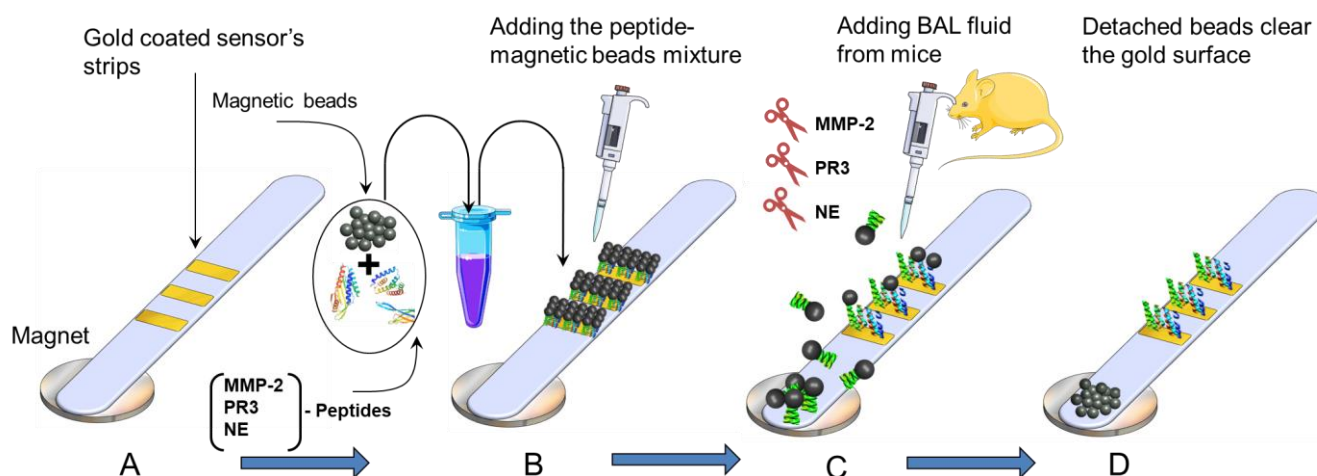 Gold coated sensor's
strips
Magnetic beads
Adding the peptide-
magnetic beads mixture
Adding BAL fluid
from mice
Detached beads clear
the gold surface
MMP-2
PR3
NE
+
Magnet
MMP-2
PR3
NE
- Peptides
A
B
C
D